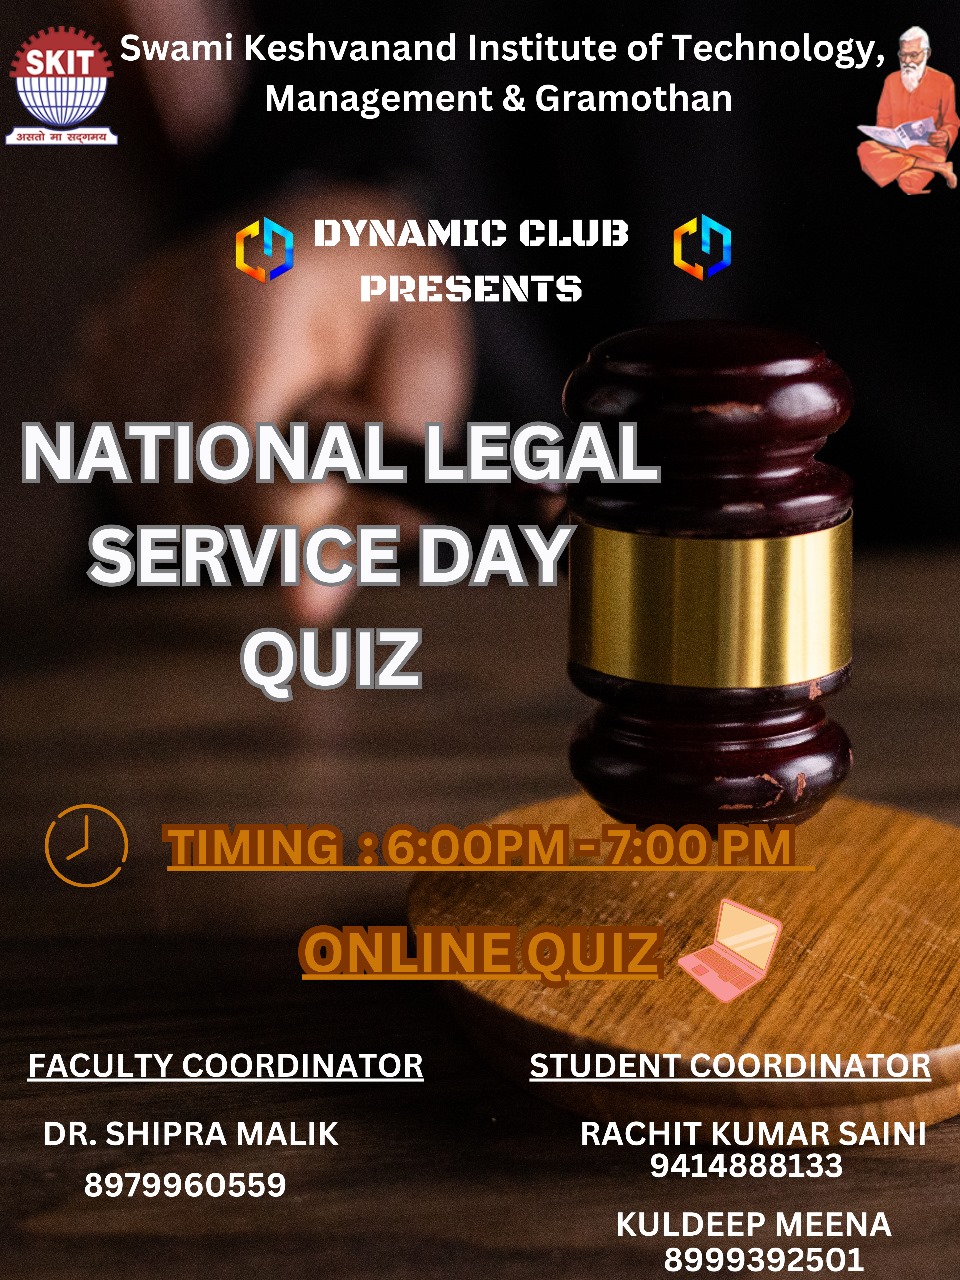 SKIT
असतो मा सद्गमय
Swami Keshvanand Institute of Technology,
Management & Gramothan
DYNAMIC CLUB
PRESENTS
NATIONAL LEGAL
SERVICE DAY
QUIZ
TIMING : 6:00PM - 7:00 PM
ONLINE QUIZ
FACULTY COORDINATOR
DR. SHIPRA MALIK
8979960559
STUDENT COORDINATOR
RACHIT KUMAR SAINI
9414888133
KULDEEP MEENA
8999392501